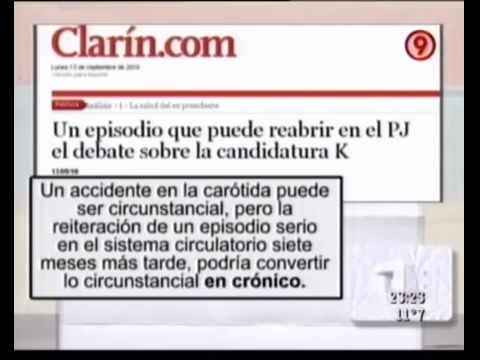 Clarín.com
9
Lunes 13 de septiembre de 2010
Política Análisis › 1 › La salud del ex presidente
Un episodio que puede reabrir en el PJ
el debate sobre la candidatura K
13/09/10
Un accidente en la carótida puede
ser circunstancial, pero la
reiteración de un episodio serio
en el sistema circulatorio siete
meses más tarde, podría convertir
lo circunstancial en crónico.
23:23
11°7